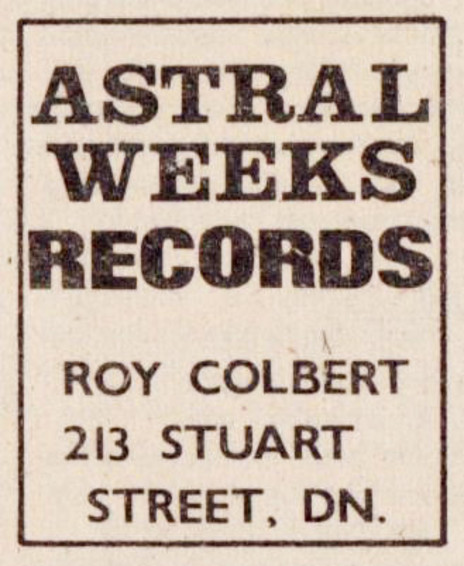 ASTRAL
WEEKS
RECORDS
ROY COLBERT
213 STUART
STREET, DN.